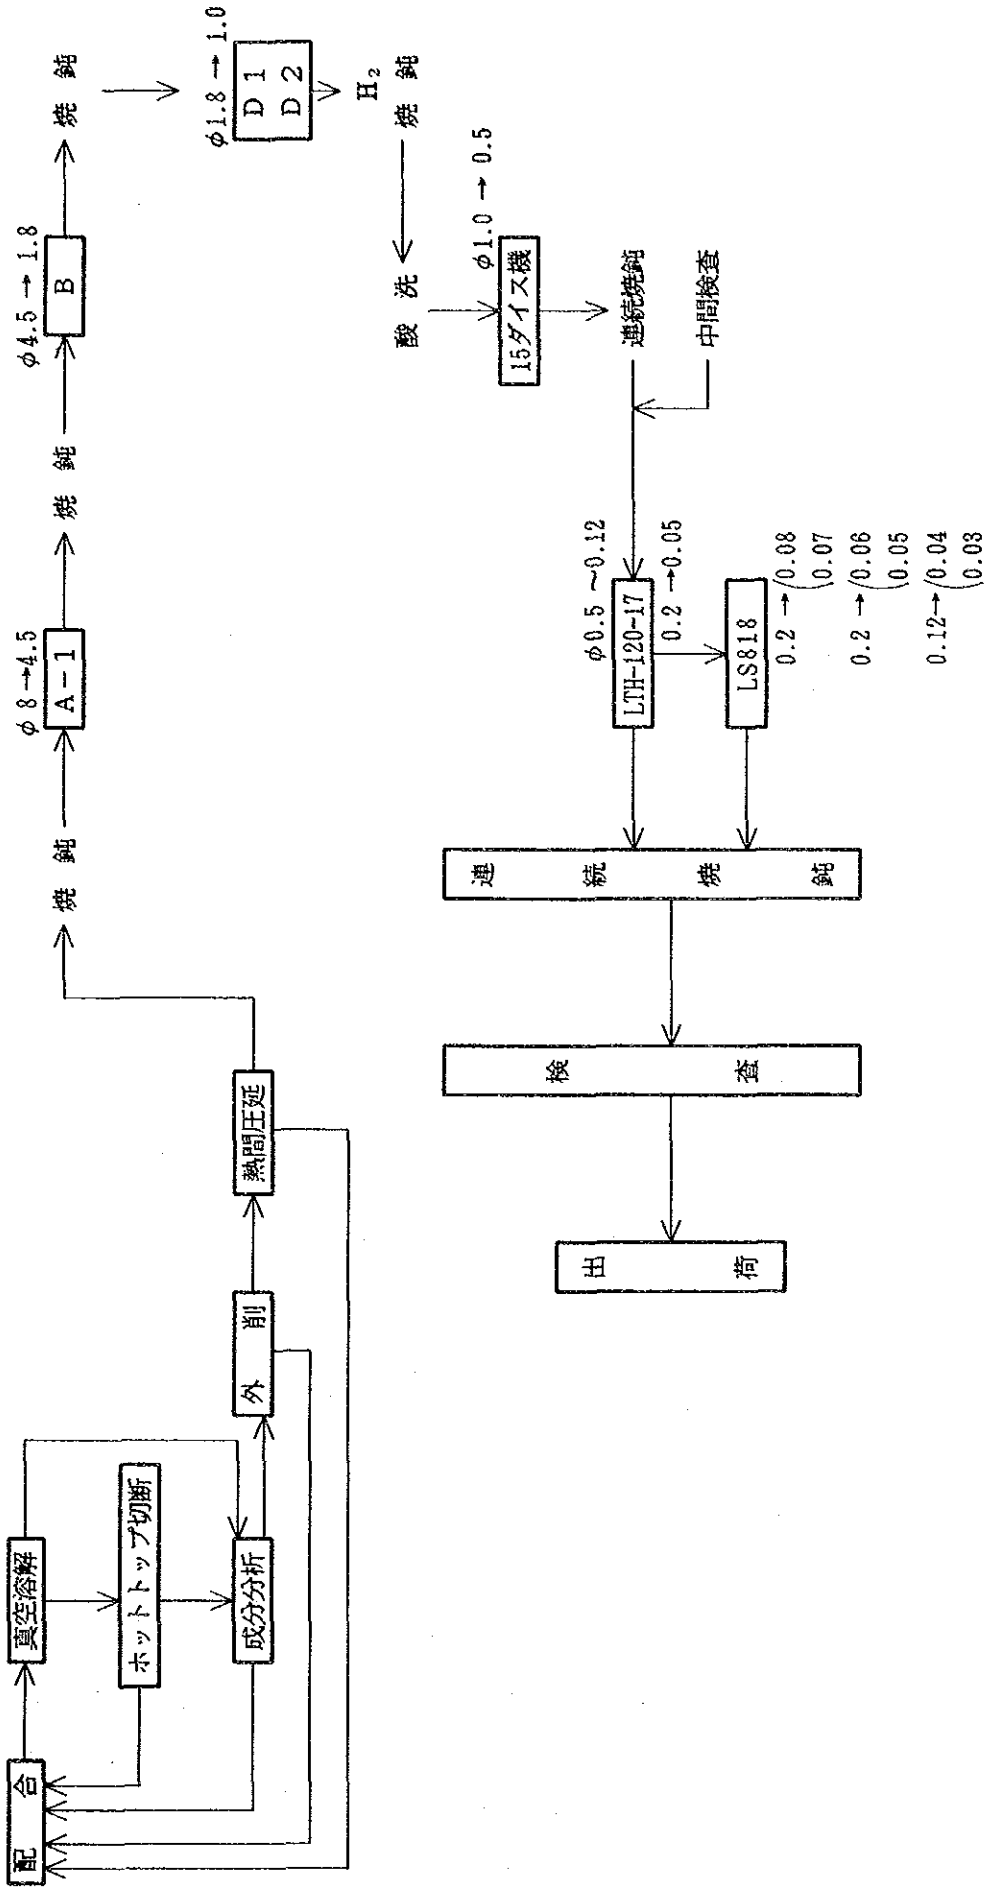 配合
真空溶解
ホットトップ切断
成分分析
外削
熱間圧延
焼鈍
φ8→4.5
A-1
焼鈍
φ4.5→1.8
B
焼鈍
φ1.8→1.0
D1
D2
H₂
焼鈍
酸洗
φ1.0→0.5
15ダイス機
連続焼鈍
中間検査
φ0.5~0.12
LTH-120-17
0.2→0.05
LS818
0.2→(0.08
0.07
0.2→(0.06
0.05
0.12→(0.04
0.03
連続焼鈍
検査
出荷